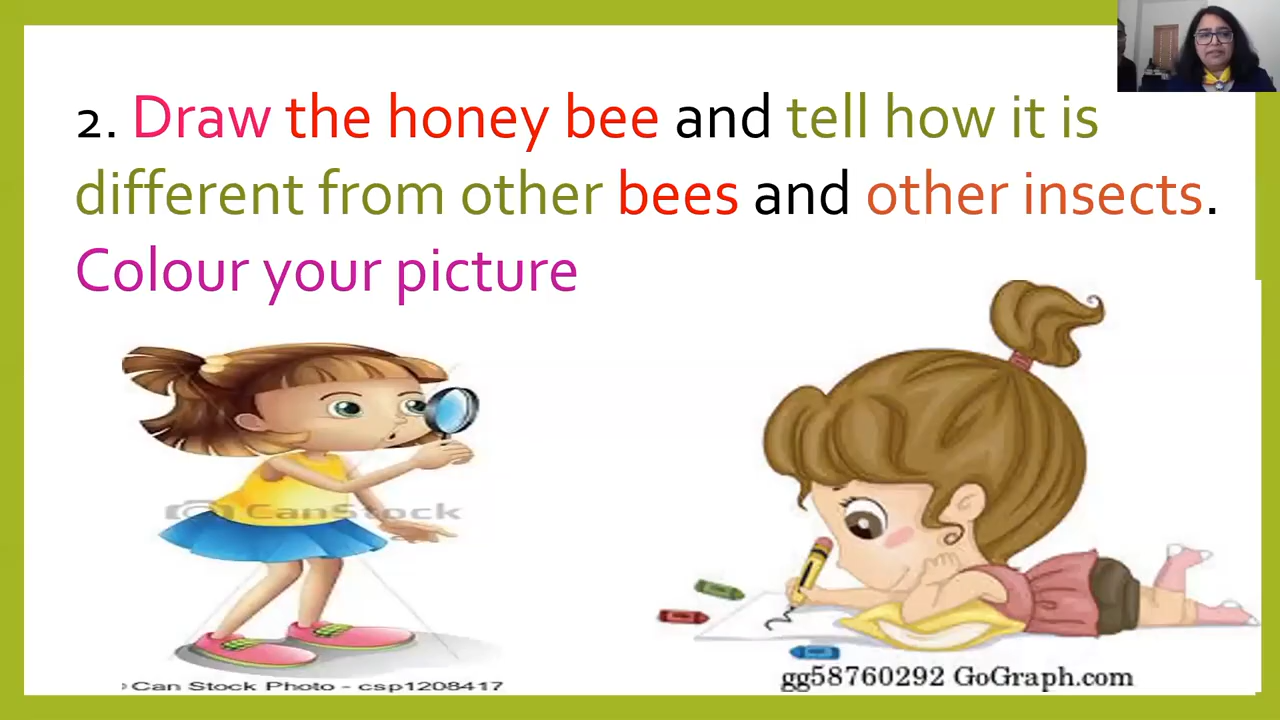 2. Draw the honey bee and tell how it is
different from other bees and other insects.
Colour your picture
CanStock
Can Stock Photo - csp1208417
gg58760292 GoGraph.com